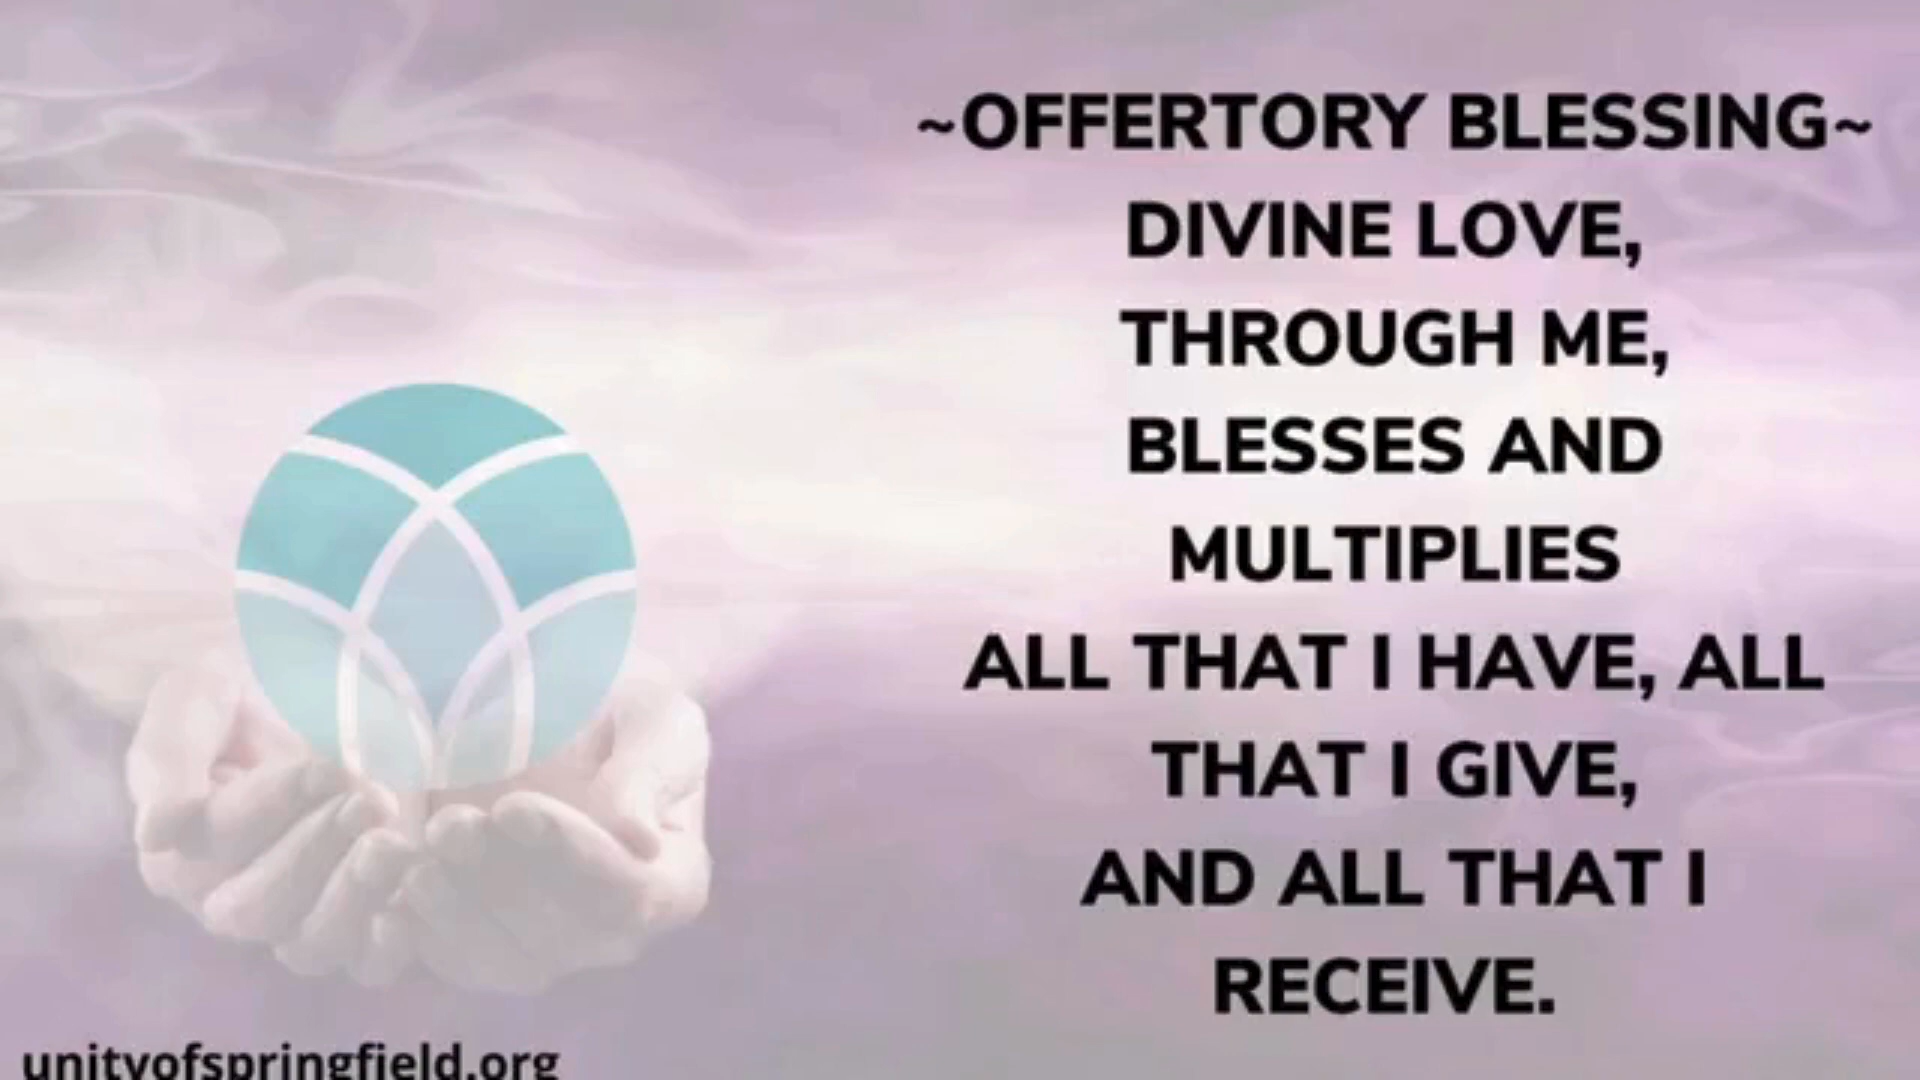 ~OFFERTORY BLESSING~
DIVINE LOVE,
THROUGH ME,
BLESSES AND
MULTIPLIES
ALL THAT I HAVE, ALL
THAT I GIVE,
AND ALL THAT I
RECEIVE.
unityofspringfield.org